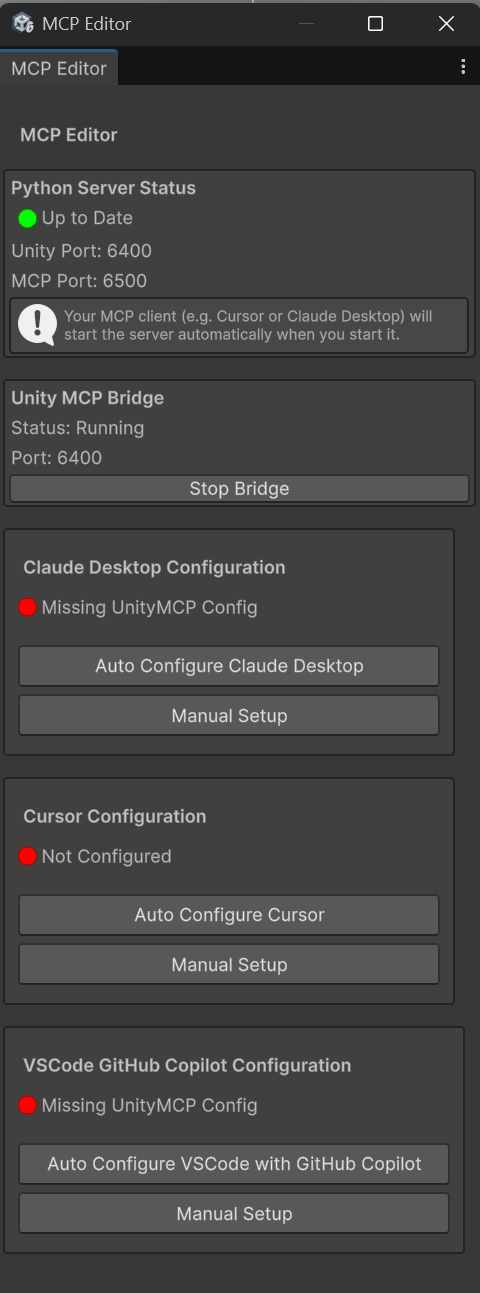 MCP Editor
MCP Editor
MCP Editor
Python Server Status
Up to Date
Unity Port: 6400
MCP Port: 6500
Your MCP client (e.g. Cursor or Claude Desktop) will
start the server automatically when you start it.
Unity MCP Bridge
Status: Running
Port: 6400
Stop Bridge
Claude Desktop Configuration
Missing UnityMCP Config
Auto Configure Claude Desktop
Manual Setup
Cursor Configuration
Not Configured
Auto Configure Cursor
Manual Setup
VSCode GitHub Copilot Configuration
Missing UnityMCP Config
Auto Configure VSCode with GitHub Copilot
Manual Setup